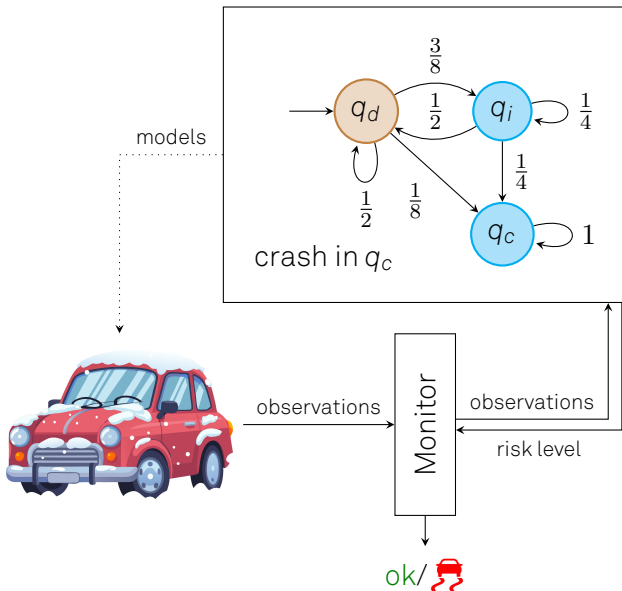 3/8
q_d
1/2
q_i
1/4
models
1/4
1/2
1/8
q_c
1
crash in q_c
observations
Monitor
observations
risk level
ok/